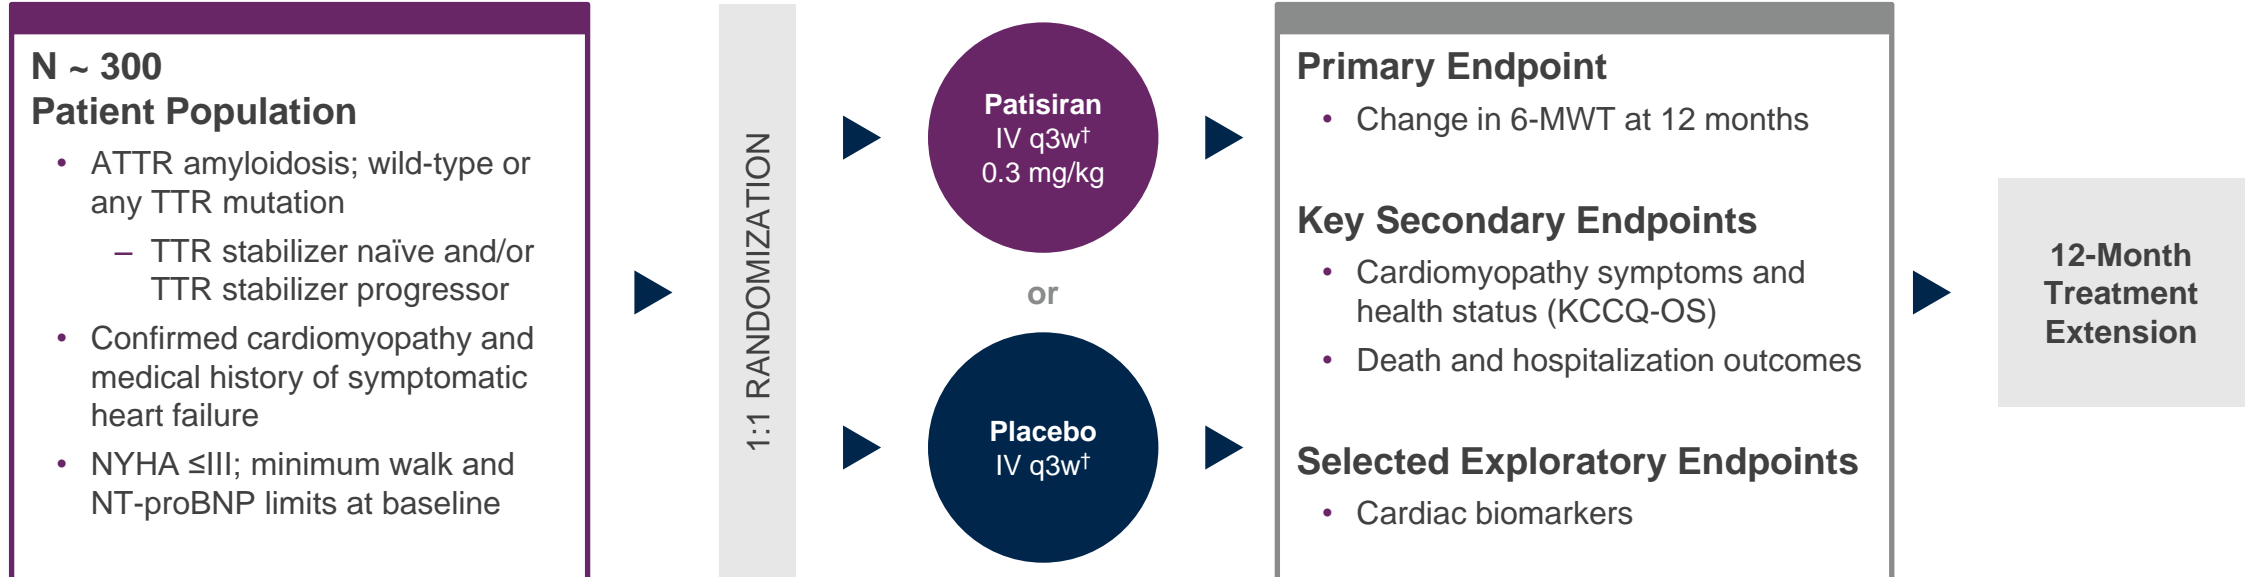 N ~ 300
Patient Population
• ATTR amyloidosis; wild-type or
any TTR mutation
– TTR stabilizer naïve and/or
TTR stabilizer progressor
• Confirmed cardiomyopathy and
medical history of symptomatic
heart failure
• NYHA ≤III; minimum walk and
NT-proBNP limits at baseline
1:1 RANDOMIZATION
Patisiran
IV q3w†
0.3 mg/kg
or
Placebo
IV q3w†
Primary Endpoint
• Change in 6-MWT at 12 months
Key Secondary Endpoints
• Cardiomyopathy symptoms and
health status (KCCQ-OS)
• Death and hospitalization outcomes
Selected Exploratory Endpoints
• Cardiac biomarkers
12-Month
Treatment
Extension